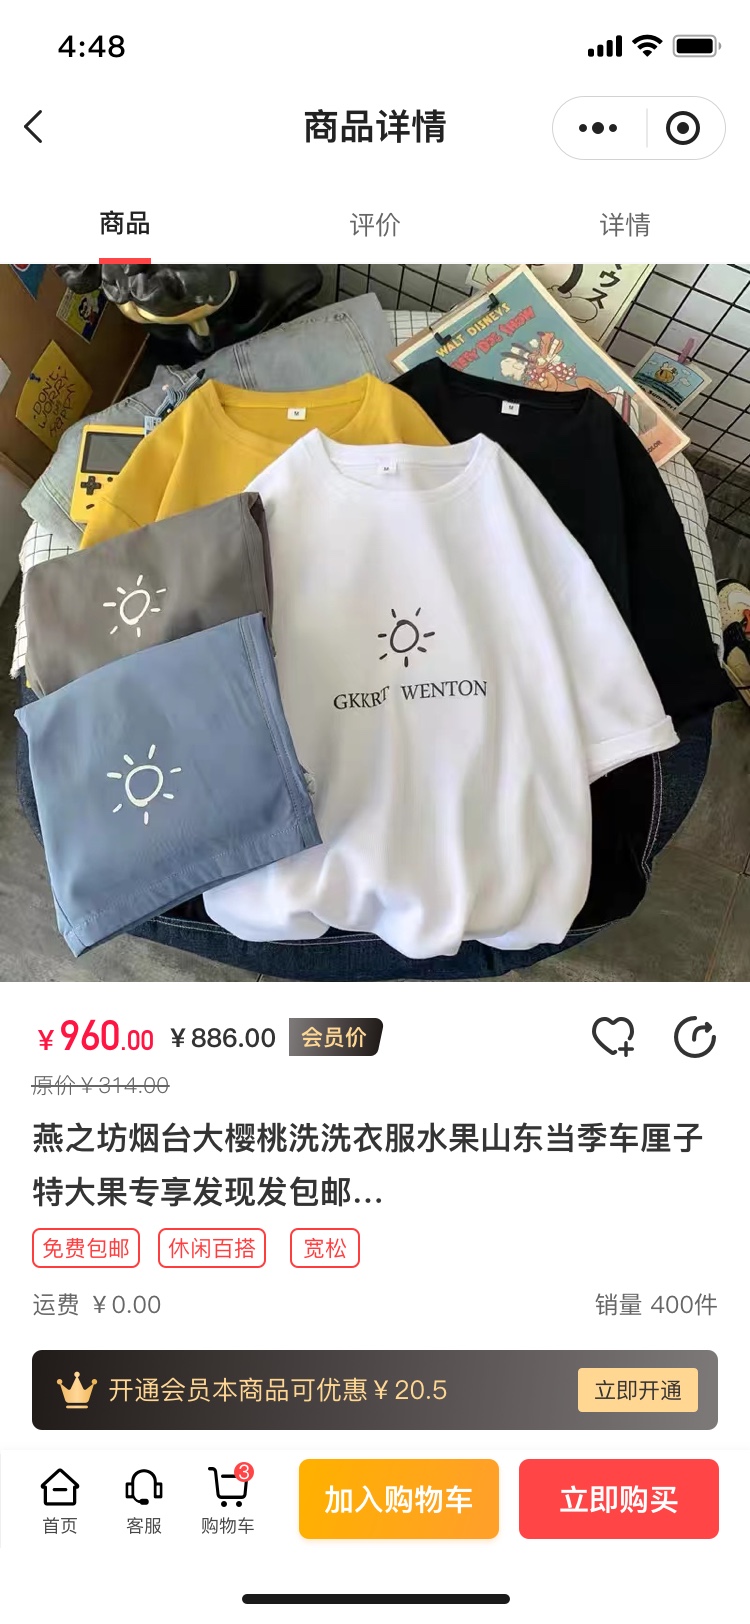 4:48
商品详情
商品
评价
详情
WALT DISNEY'S
M
M
M
GKKRT WENTON
¥960.00
¥886.00
会员价
原价¥314.00
燕之坊烟台大樱桃洗洗衣服水果山东当季车厘子
特大果专享发现发包邮...
免费包邮
休闲百搭
宽松
运费 ¥0.00
销量 400件
开通会员本商品可优惠¥20.5
立即开通
3
首页
客服
购物车
加入购物车
立即购买